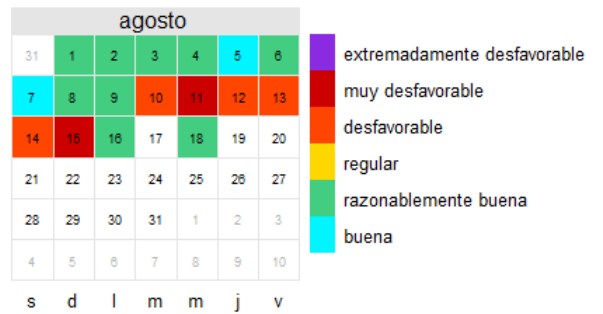 agosto
31 1 2 3 4 5 6
7 8 9 10 11 12 13
14 15 16 17 18 19 20
21 22 23 24 25 26 27
28 29 30 31 1 2 3
4 5 6 7 8 9 10
s d l m m j v
extremadamente desfavorable
muy desfavorable
desfavorable
regular
razonablemente buena
buena